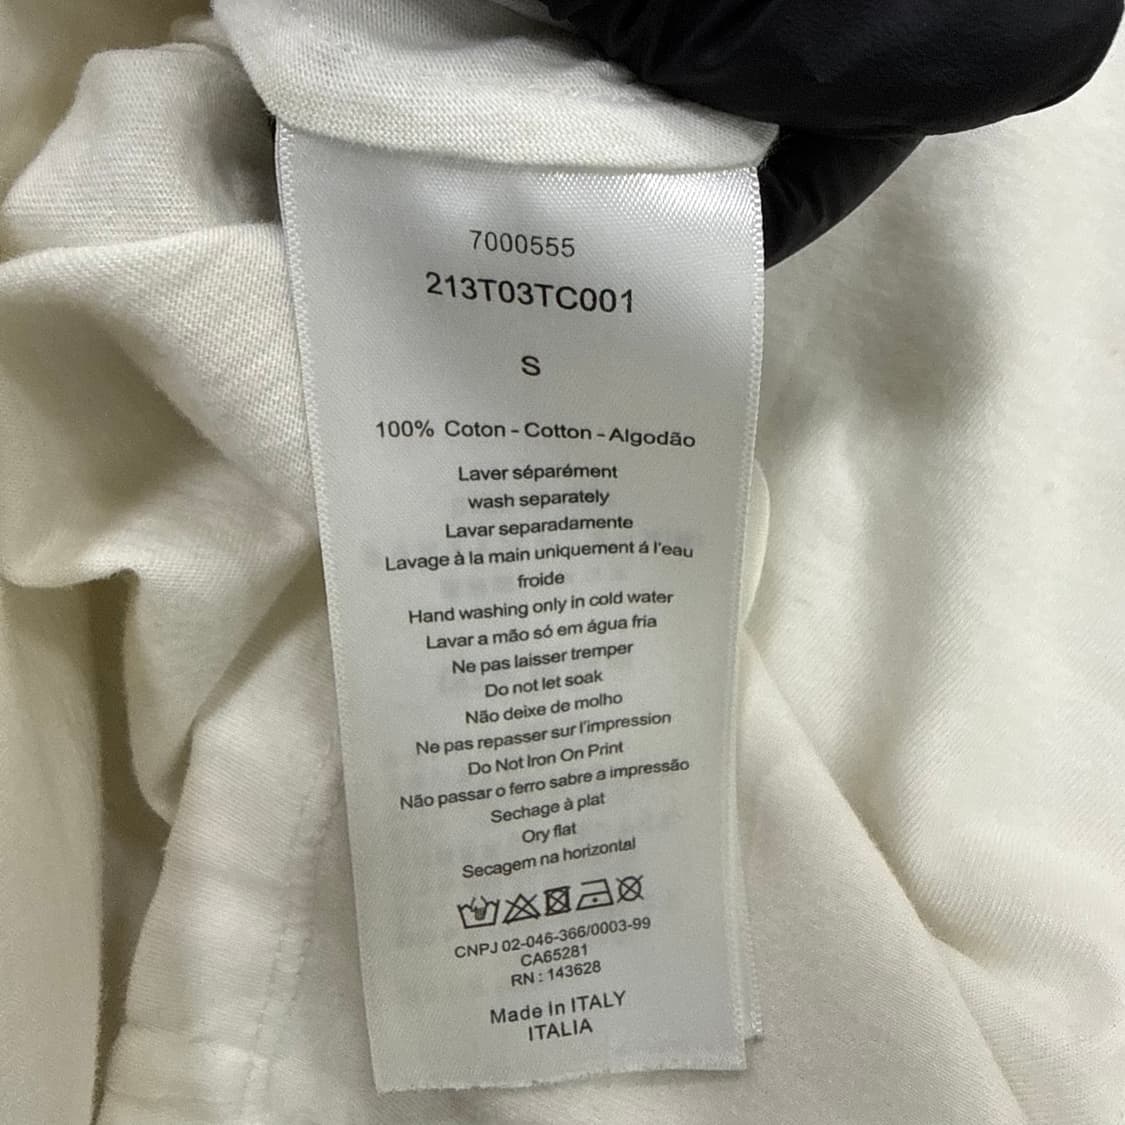 7000555
213T03TC001
S
100% Coton - Cotton - Algodão
Laver séparément
wash separately
Lavar separadamente
Lavage à la main uniquement á l'eau
froide
Hand washing only in cold water
Lavar a mão só em água fria
Ne pas laisser tremper
Do not let soak
Não deixe de molho
Ne pas repasser sur l'impression
Do Not Iron On Print
Não passar o ferro sabre a impressão
Sechage à plat
Ory flat
Secagem na horizontal
CNPJ 02-046-366/0003-99
CA65281
RN : 143628
Made In ITALY
ITALIA